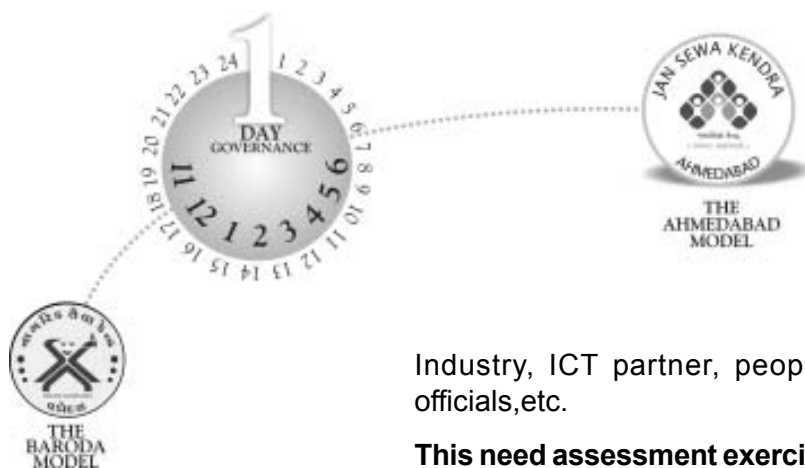 1
DAY
GOVERNANCE
1 2 3 4 5 6 7 8 9 10 11 12 13 14 15 16 17 18 19 20 21 22 23 24
11 12 1 2 3 4 5 6
JAN SEWA KENDRA
AHMEDABAD
THE
AHMEDABAD
MODEL
THE
BARODA
MODEL
Industry, ICT partner, peop
officials,etc.
This need assessment exerci